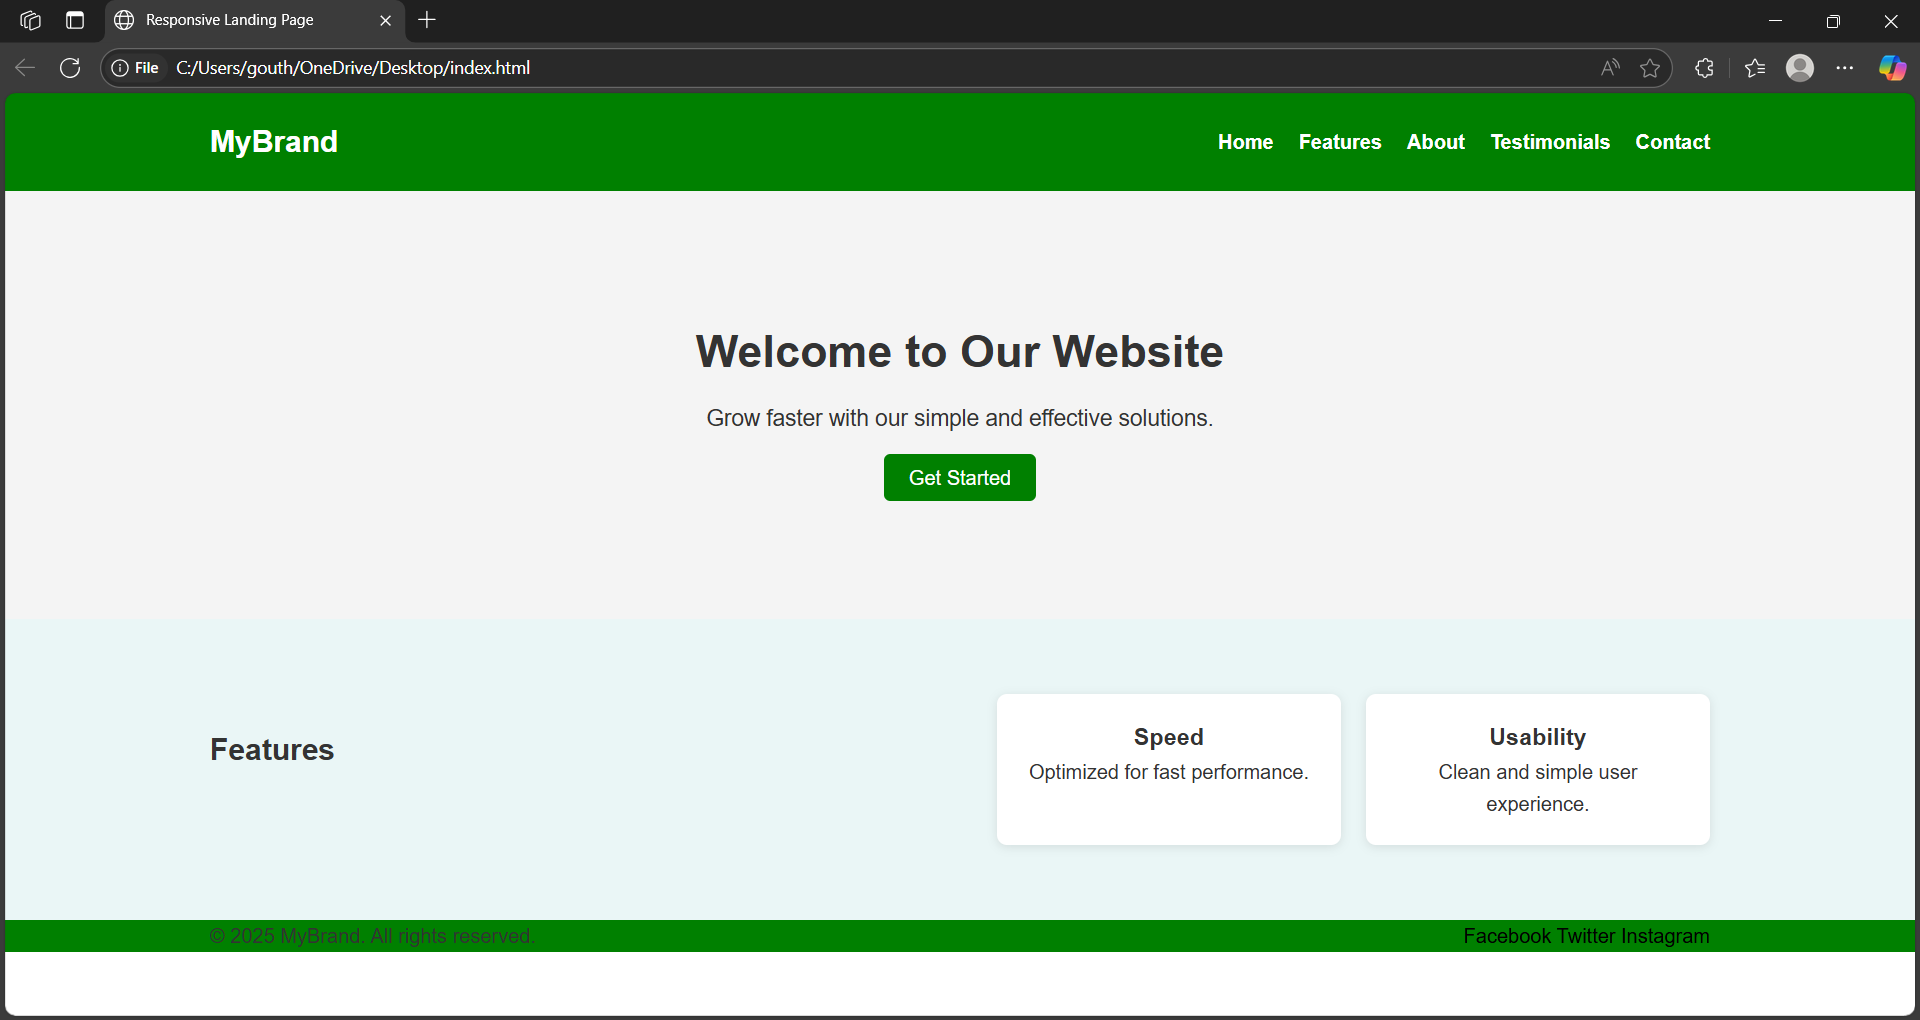 Responsive Landing Page
File C:/Users/gouth/OneDrive/Desktop/index.html
MyBrand
Home Features About Testimonials Contact
Welcome to Our Website
Grow faster with our simple and effective solutions.
Get Started
Features
Speed
Optimized for fast performance.
Usability
Clean and simple user
experience.
© 2025 MyBrand. All rights reserved.
Facebook Twitter Instagram